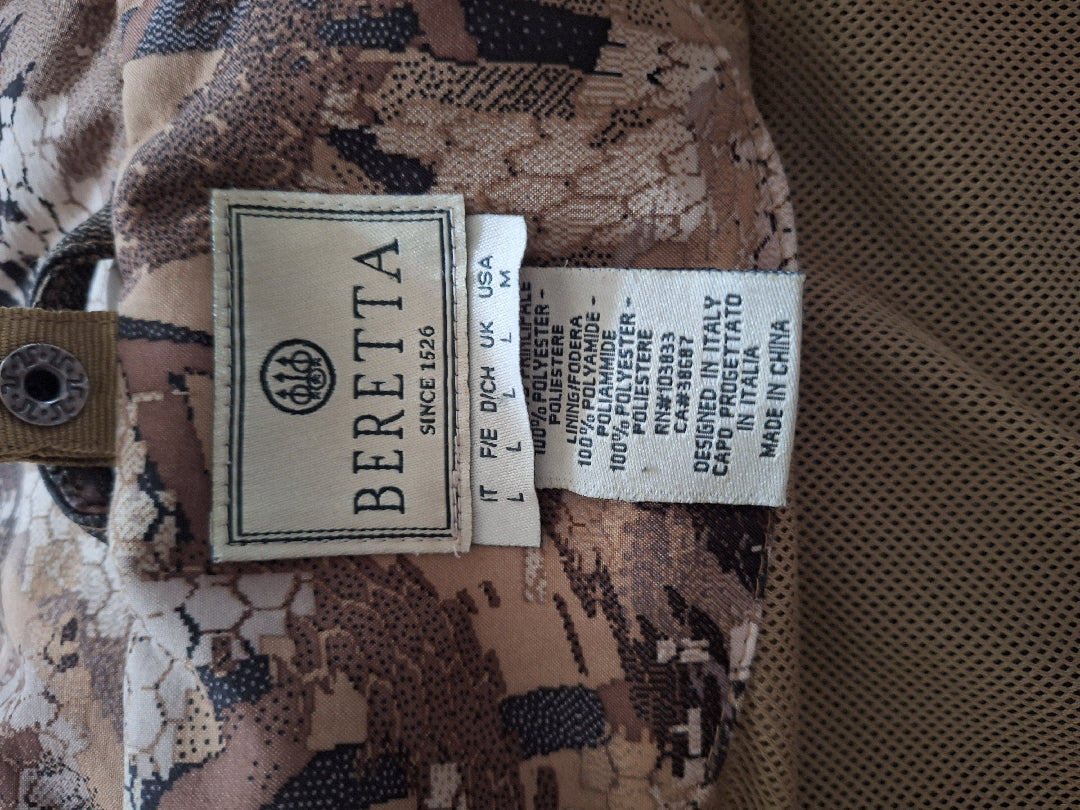 BERETTA
SINCE 1526
IT F/E D/CH UK USA
L L L L M
100% POLYESTER -
POLIESTERE
LINING/FODERA
100% POLYAMIDE -
POLIAMMIDE
100% POLYESTER -
POLIESTERE
RN#103033
CA#38687
DESIGNED IN ITALY
CAPO PROGETTATO
IN ITALIA
MADE IN CHINA